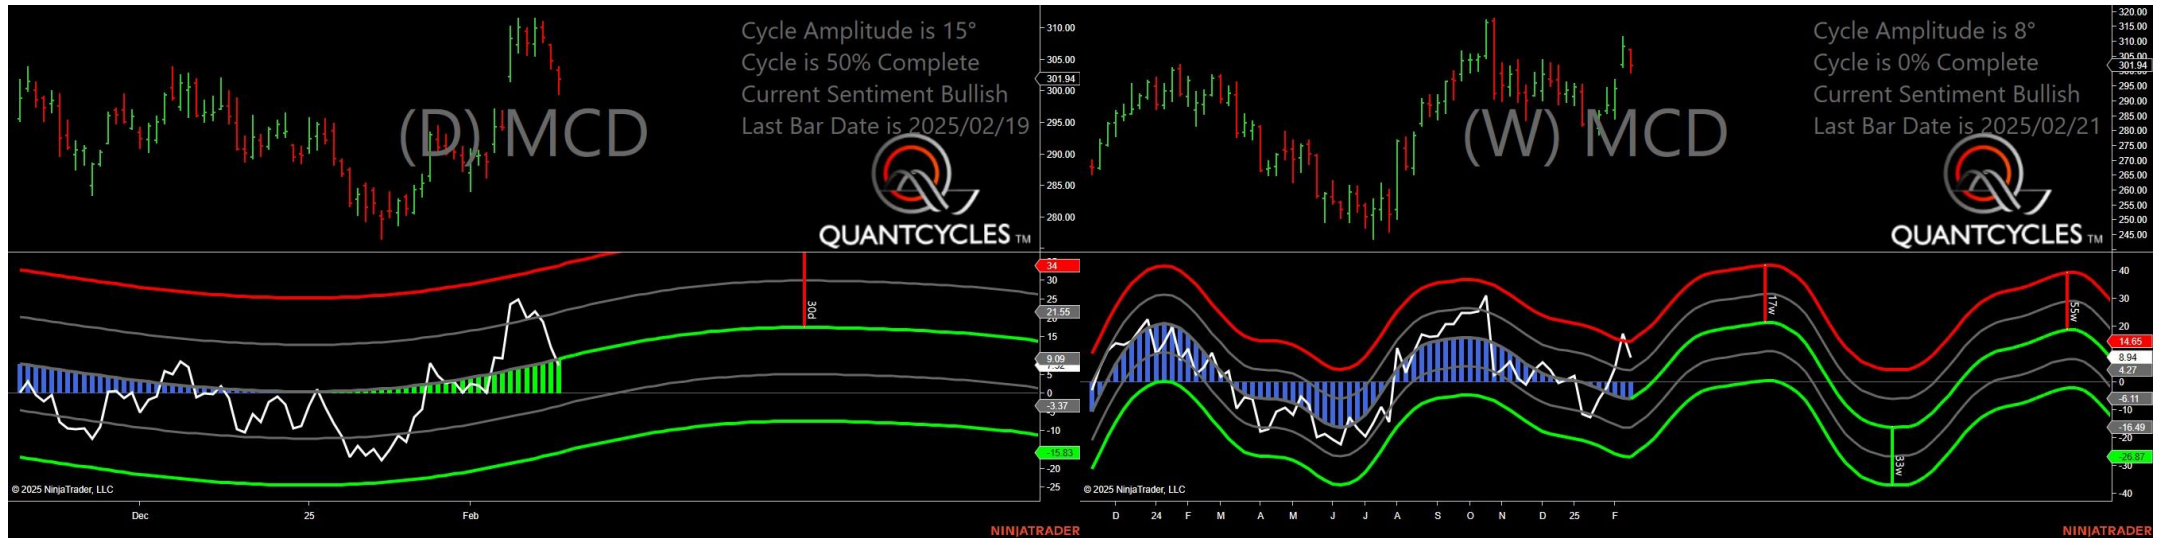 Cycle Amplitude is 15°
Cycle is 50% Complete
Current Sentiment Bullish
Last Bar Date is 2025/02/19
(D) MCD
QUANTCYCLES TM
310.00
305.00
301.94
300.00
295.00
290.00
285.00
280.00
34
30
25
21.55
15
9.09
5
0
-3.37
-10
-15.83
-20
-25
30d
© 2025 NinjaTrader, LLC
Dec
25
Feb
NINJATRADER
Cycle Amplitude is 8°
Cycle is 0% Complete
Current Sentiment Bullish
Last Bar Date is 2025/02/21
(W) MCD
QUANTCYCLES TM
320.00
315.00
310.00
305.00
301.94
295.00
290.00
285.00
280.00
275.00
270.00
265.00
260.00
255.00
250.00
245.00
40
30
20
14.65
8.94
4.27
0
-6.11
-10
-16.49
-20
-26.87
-30
-40
17w
33w
55w
© 2025 NinjaTrader, LLC
D 24 F M A M J J A S O N D 25 F
NINJATRADER